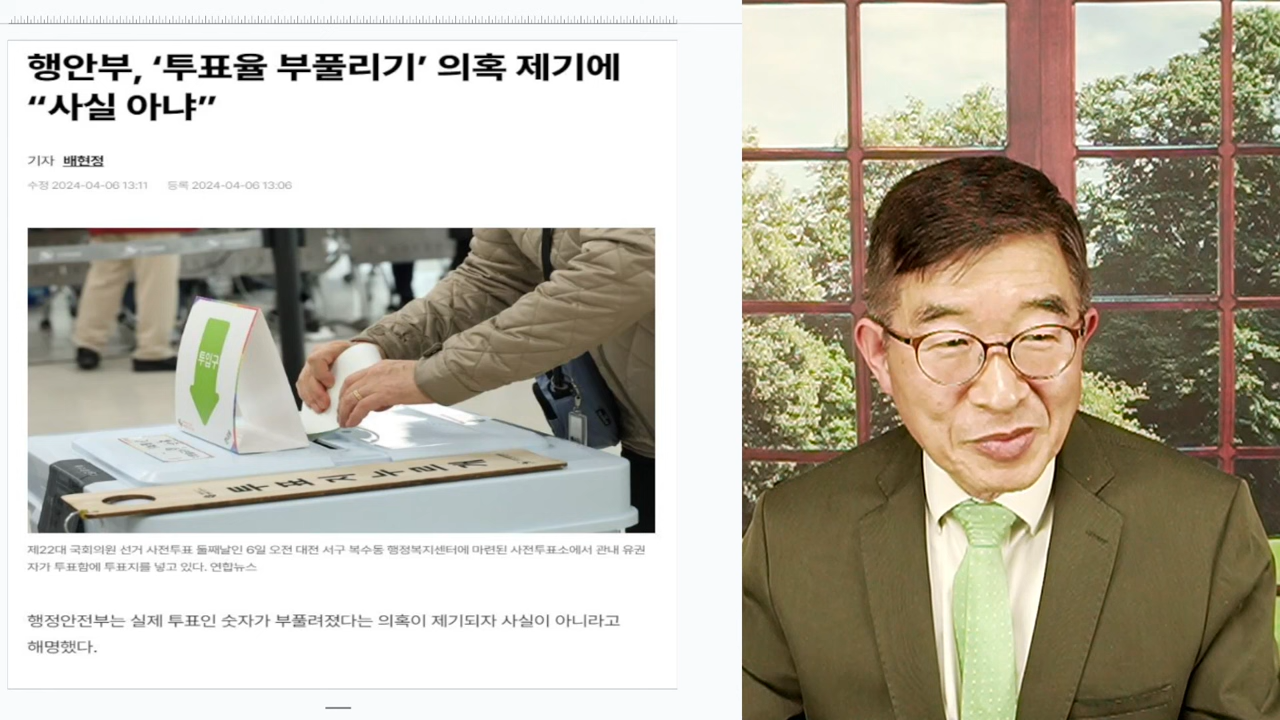 행안부, ‘투표율 부풀리기’ 의혹 제기에
“사실 아냐”
기자 배현정
수정 2024-04-06 13:11 등록 2024-04-06 13:06
투입구
제22대 국회의원 선거 사전투표 둘째날인 6일 오전 대전 서구 복수동 행정복지센터에 마련된 사전투표소에서 관내 유권
자가 투표함에 투표지를 넣고 있다. 연합뉴스
행정안전부는 실제 투표인 숫자가 부풀려졌다는 의혹이 제기되자 사실이 아니라고
해명했다.